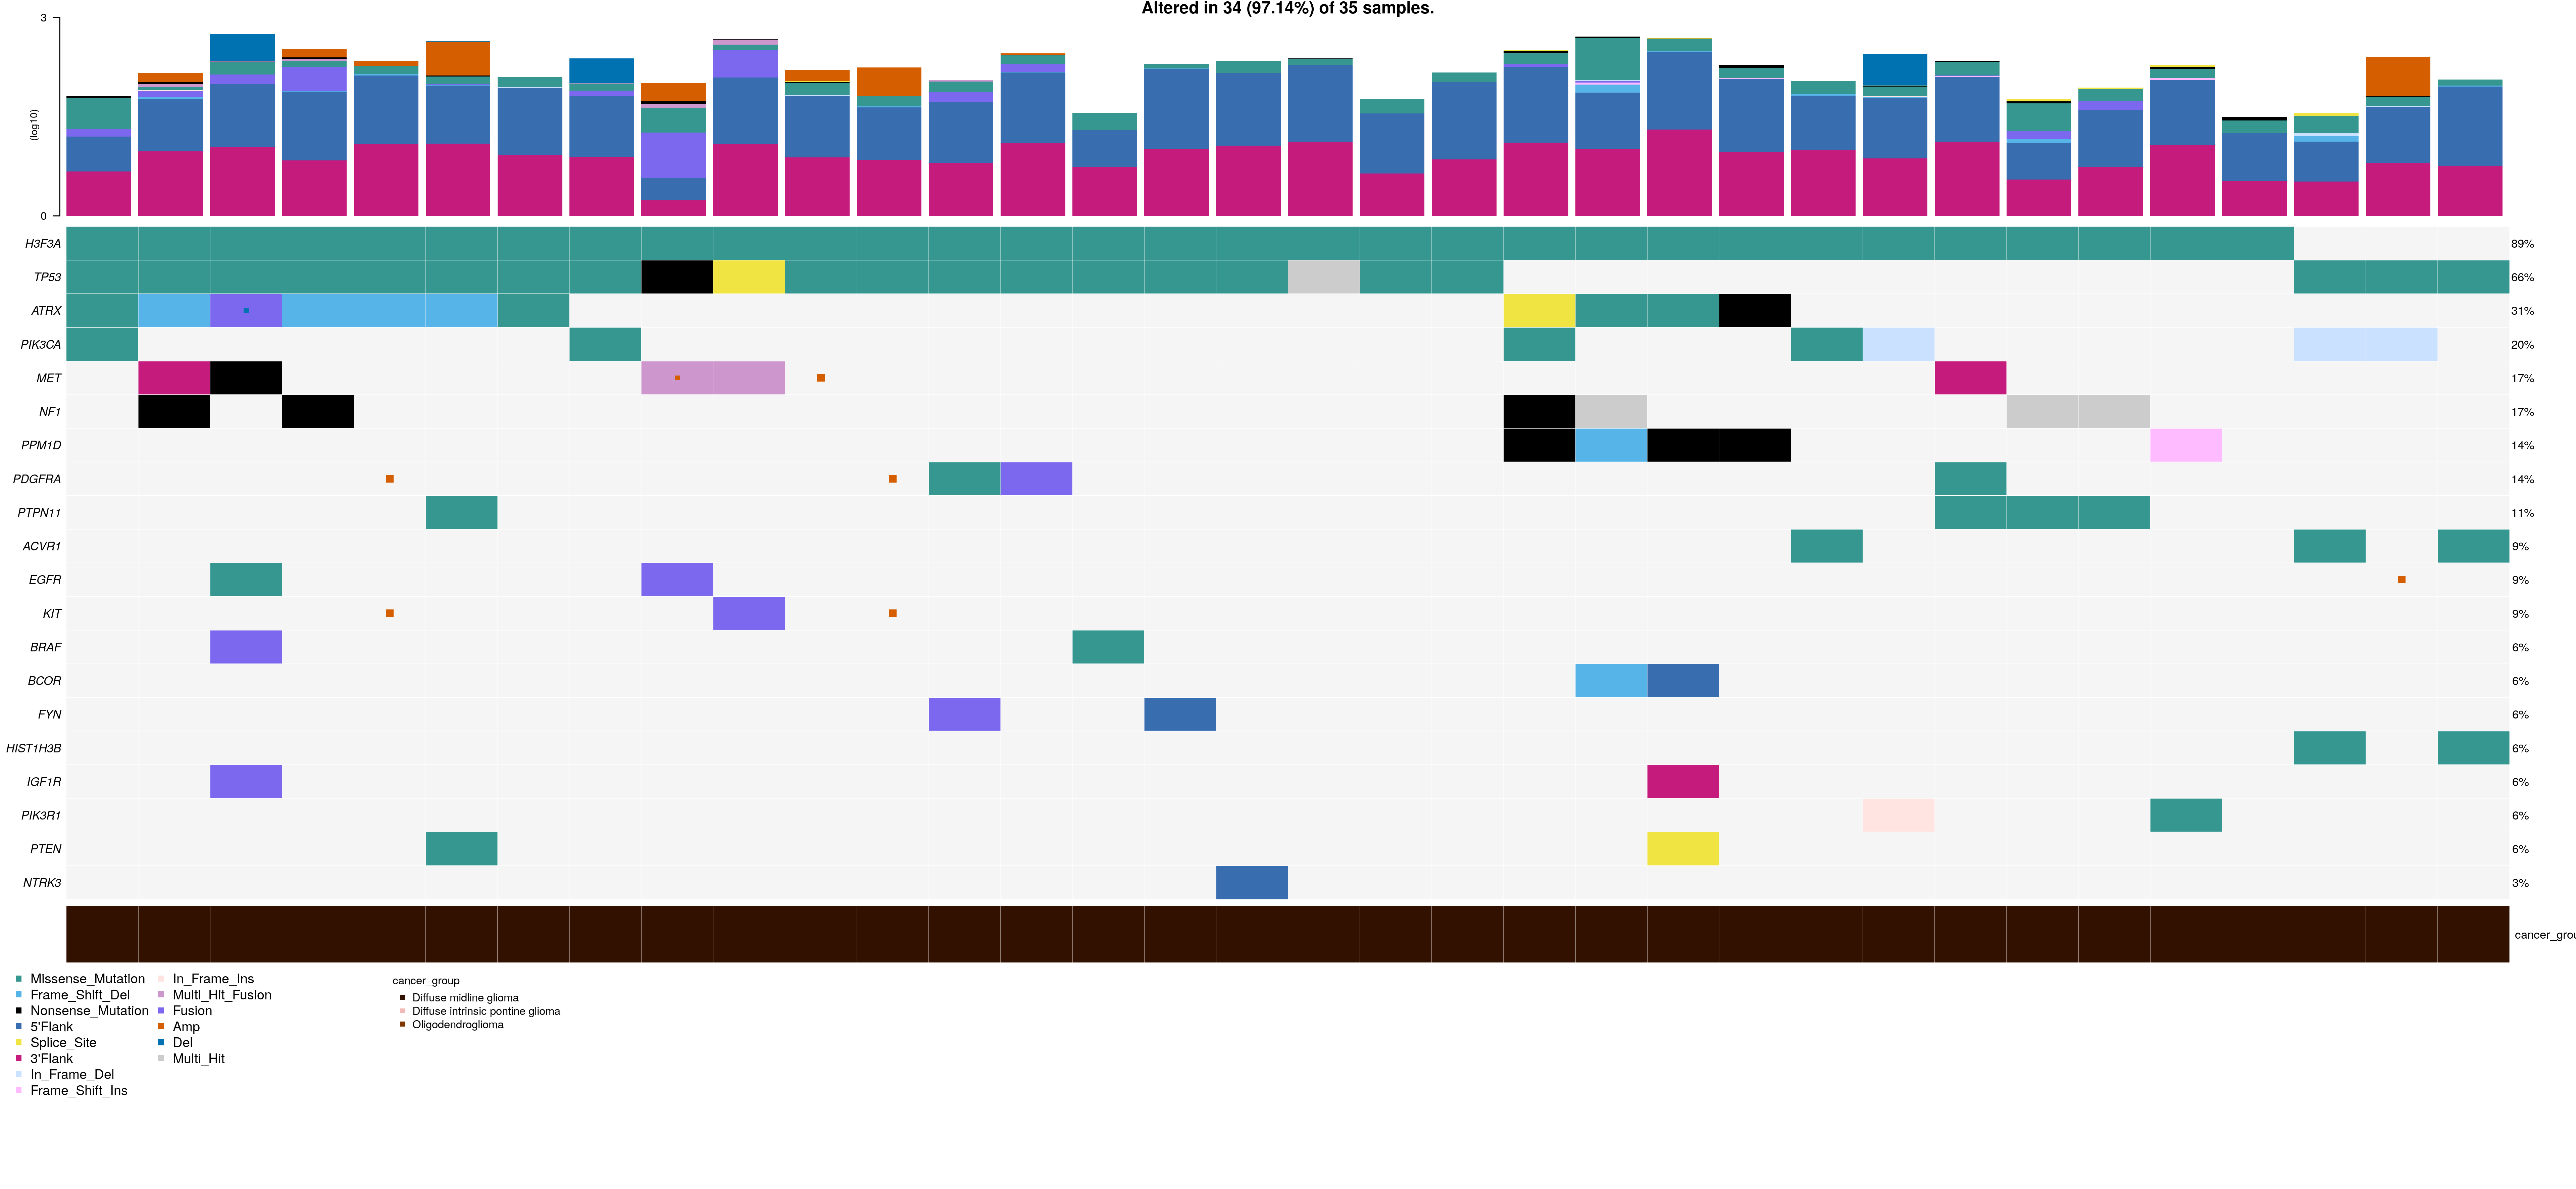 Altered in 34 (97.14%) of 35 samples.
3
(log10)
0
H3F3A 89%
TP53 66%
ATRX 31%
PIK3CA 20%
MET 17%
NF1 17%
PPM1D 14%
PDGFRA 14%
PTPN11 11%
ACVR1 9%
EGFR 9%
KIT 9%
BRAF 6%
BCOR 6%
FYN 6%
HIST1H3B 6%
IGF1R 6%
PIK3R1 6%
PTEN 6%
NTRK3 3%
cancer_grou
Missense_Mutation
Frame_Shift_Del
Nonsense_Mutation
5'Flank
Splice_Site
3'Flank
In_Frame_Del
Frame_Shift_Ins
In_Frame_Ins
Multi_Hit_Fusion
Fusion
Amp
Del
Multi_Hit
cancer_group
Diffuse midline glioma
Diffuse intrinsic pontine glioma
Oligodendroglioma